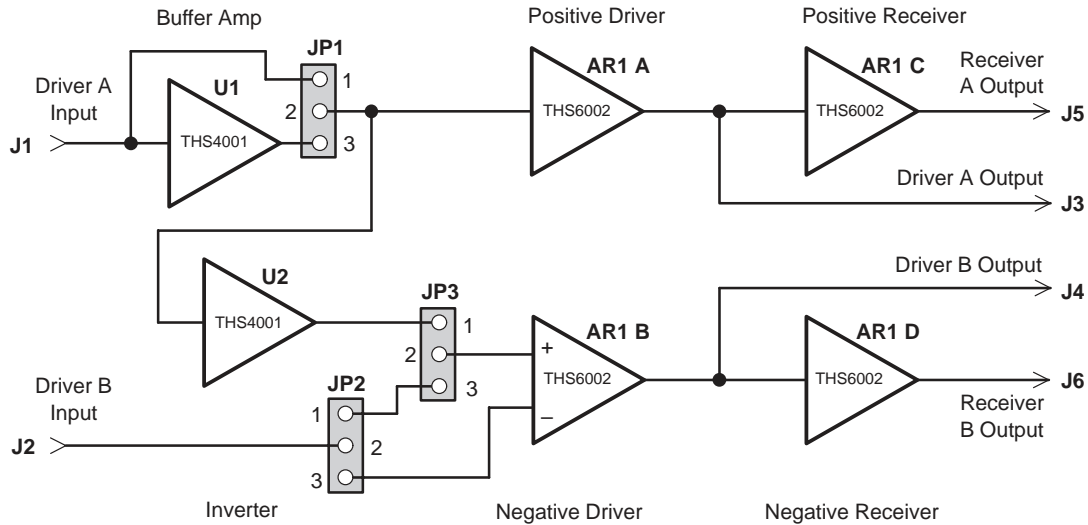 Buffer Amp
Positive Driver
Positive Receiver
JP1
Driver A
Input
U1
1
2
3
AR1 A
AR1 C
Receiver
A Output
J1
THS4001
THS6002
THS6002
J5
Driver A Output
J3
U2
THS4001
JP3
1
2
3
Driver B Output
J4
AR1 B
+
THS6002
–
AR1 D
THS6002
J6
Driver B
Input
JP2
1
2
3
J2
Receiver
B Output
Inverter
Negative Driver
Negative Receiver